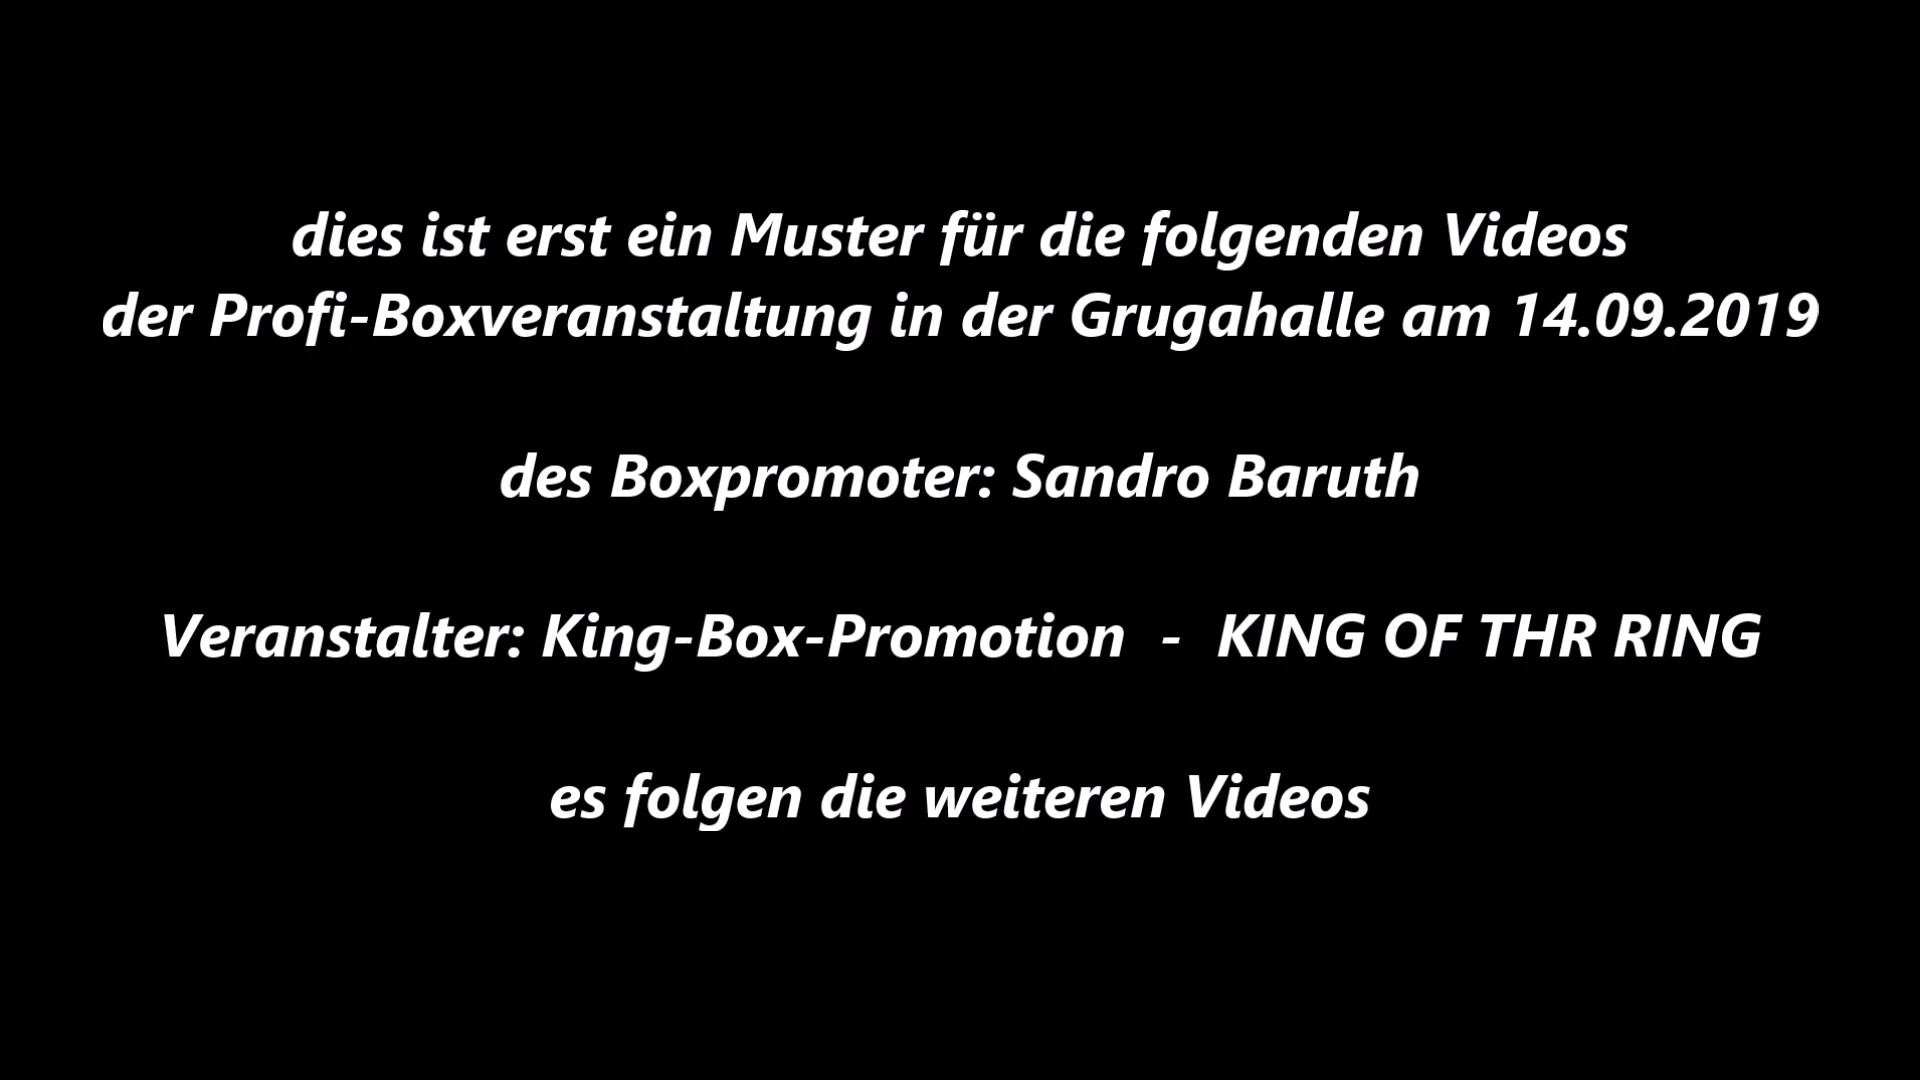 dies ist erst ein Muster für die folgenden Videos
der Profi-Boxveranstaltung in der Grugahalle am 14.09.2019
des Boxpromoter: Sandro Baruth
Veranstalter: King-Box-Promotion - KING OF THR RING
es folgen die weiteren Videos